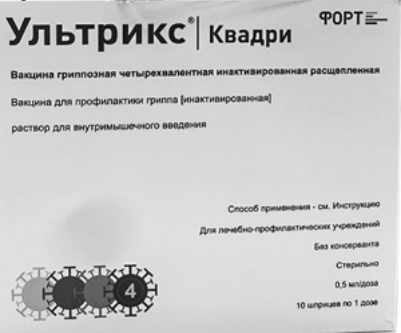 ФОРТ
Ультрикс® | Квадри
Вакцина гриппозная четырехвалентная инактивированная расщепленная
Вакцина для профилактики гриппа [инактивированная]
раствор для внутримышечного введения
Способ применения - см. Инструкцию
Для лечебно-профилактических учреждений
Без консерванта
Стерильно
0,5 мл/доза
10 шприцев по 1 дозе
4